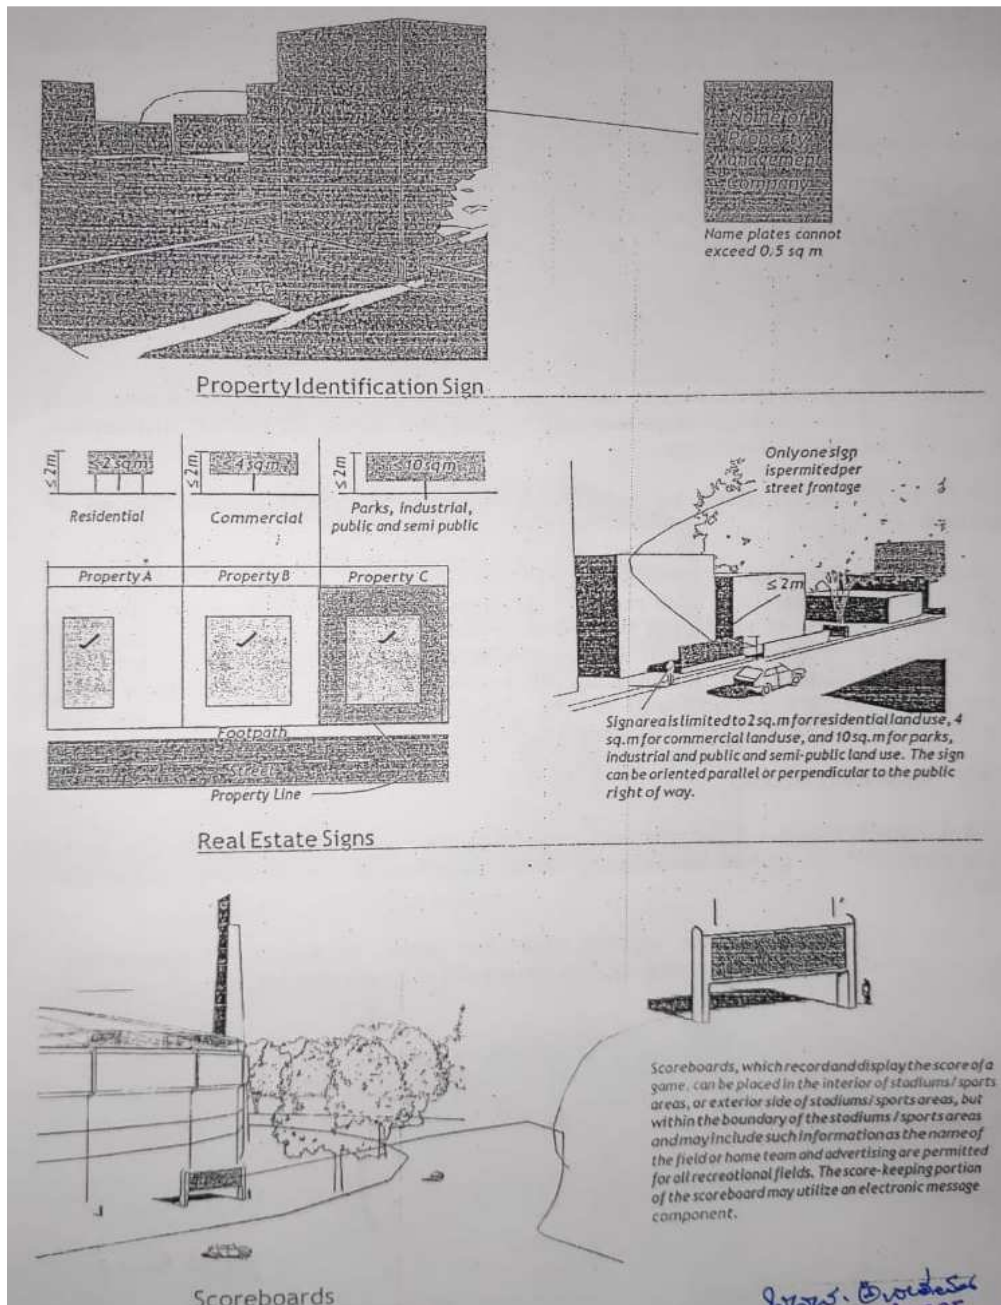 Name of
Property
Management
Company
Name plates cannot
exceed 0.5 sq m
Property Identification Sign
≤ 2m
≤ 2 sq m
≤ 2m
≤ 4 sq m
≤ 2m
≤ 10 sq m
Residential
Commercial
Parks, industrial,
public and semi public
Property A
Property B
Property C
Footpath
Street
Property Line
Only one sign
is permited per
street frontage
≤ 2m
Sign area is limited to 2 sq.m for residential land use, 4
sq.m for commercial land use, and 10 sq.m for parks,
industrial and public and semi-public land use. The sign
can be oriented parallel or perpendicular to the public
right of way.
Real Estate Signs
Scoreboards, which record and display the score of a
game, can be placed in the interior of stadiums/ sports
areas, or exterior side of stadiums/ sports areas, but
within the boundary of the stadiums / sports areas
and may include such information as the name of
the field or home team and advertising are permitted
for all recreational fields. The score-keeping portion
of the scoreboard may utilize an electronic message
component.
Scoreboards